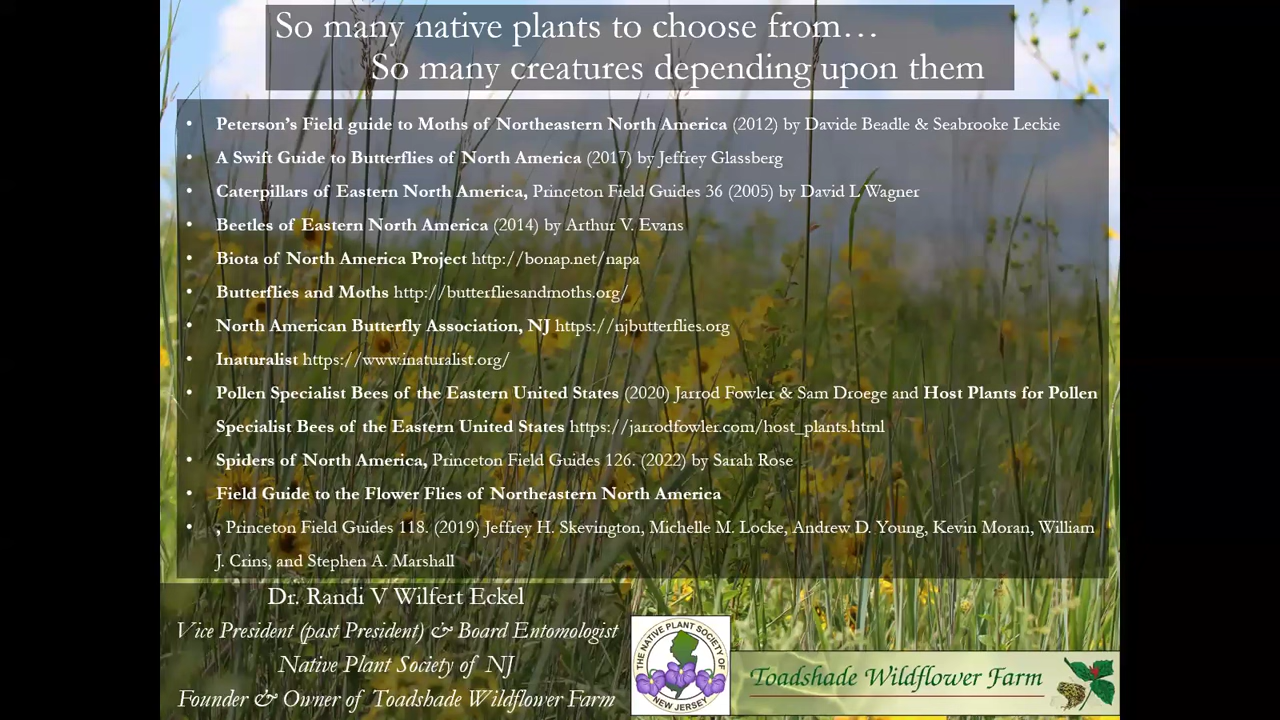 So many native plants to choose from…
So many creatures depending upon them
• Peterson's Field guide to Moths of Northeastern North America (2012) by Davide Beadle & Seabrooke Leckie
• A Swift Guide to Butterflies of North America (2017) by Jeffrey Glassberg
• Caterpillars of Eastern North America, Princeton Field Guides 36 (2005) by David L Wagner
• Beetles of Eastern North America (2014) by Arthur V. Evans
• Biota of North America Project http://bonap.net/napa
• Butterflies and Moths http://butterfliesandmoths.org/
• North American Butterfly Association, NJ https://njbutterflies.org
• Inaturalist https://www.inaturalist.org/
• Pollen Specialist Bees of the Eastern United States (2020) Jarrod Fowler & Sam Droege and Host Plants for Pollen
Specialist Bees of the Eastern United States https://jarrodfowler.com/host_plants.html
• Spiders of North America, Princeton Field Guides 126. (2022) by Sarah Rose
• Field Guide to the Flower Flies of Northeastern North America
• , Princeton Field Guides 118. (2019) Jeffrey H. Skevington, Michelle M. Locke, Andrew D. Young, Kevin Moran, William
J. Crins, and Stephen A. Marshall
Dr. Randi V Wilfert Eckel
Vice President (past President) & Board Entomologist
Native Plant Society of NJ
Founder & Owner of Toadshade Wildflower Farm
THE NATIVE PLANT SOCIETY OF
NEW JERSEY
Toadshade Wildflower Farm